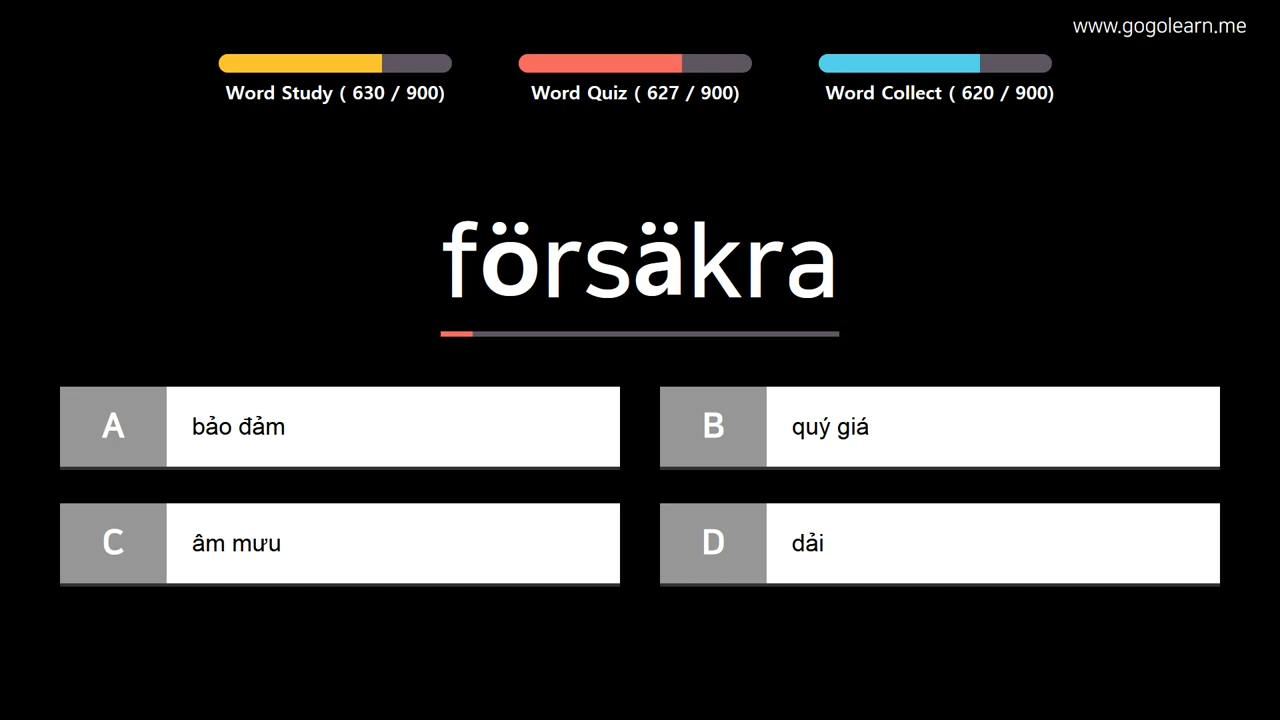 www.gogolearn.me
Word Study ( 630 / 900)
Word Quiz ( 627 / 900)
Word Collect ( 620 / 900)
försäkra
A bảo đảm
B quý giá
C âm mưu
D dải